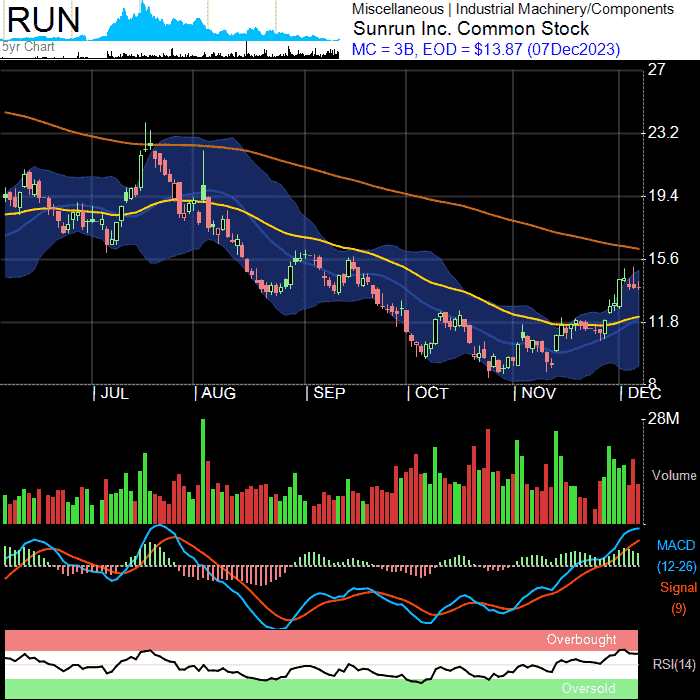 RUN
5yr Chart
Miscellaneous | Industrial Machinery/Components
Sunrun Inc. Common Stock
MC = 3B, EOD = $13.87 (07Dec2023)
27
23.2
19.4
15.6
11.8
8
| JUL | AUG | SEP | OCT | NOV | DEC
28M
Volume
MACD
(12-26)
Signal
(9)
Overbought
RSI(14)
Oversold